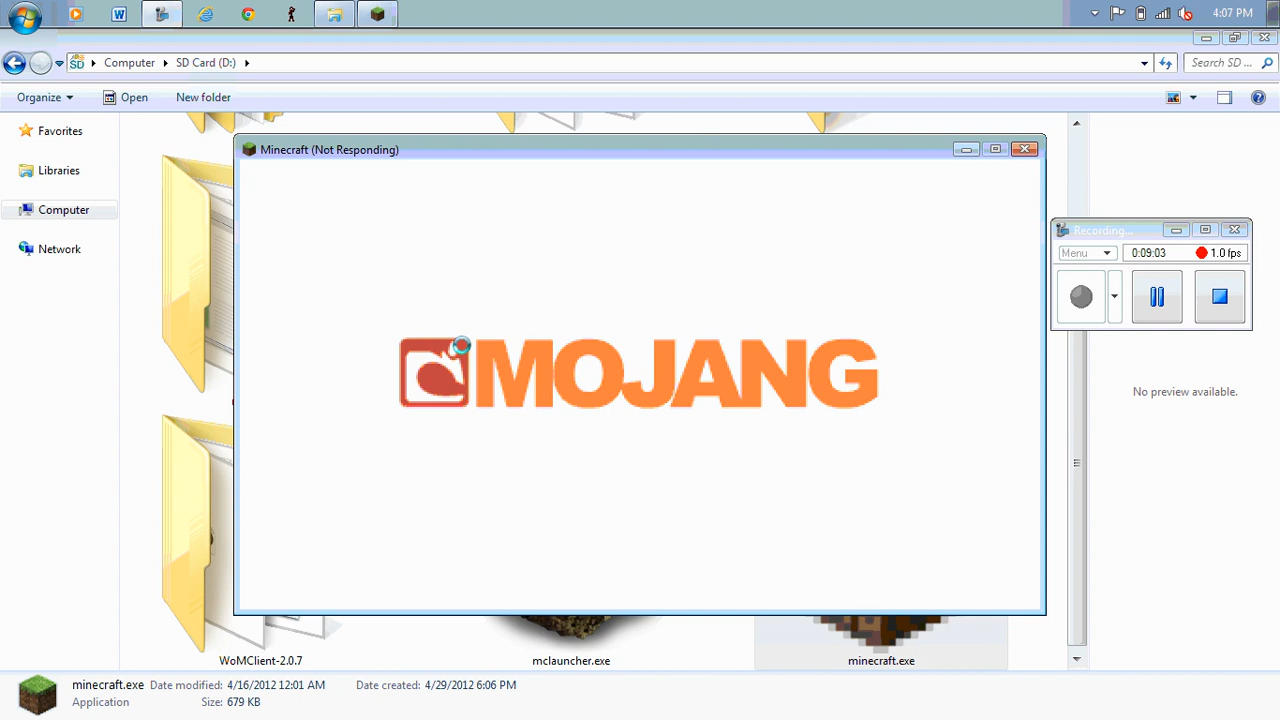 4:07 PM
SD
Computer
SD Card (D:)
Search SD ...
Organize
Open
New folder
Favorites
Libraries
Computer
Network
Minecraft (Not Responding)
MOJANG
Recording...
Menu
0:09:03
1.0 fps
No preview available.
WoMClient-2.0.7
mclauncher.exe
minecraft.exe
minecraft.exe Date modified: 4/16/2012 12:01 AM Date created: 4/29/2012 6:06 PM
Application Size: 679 KB